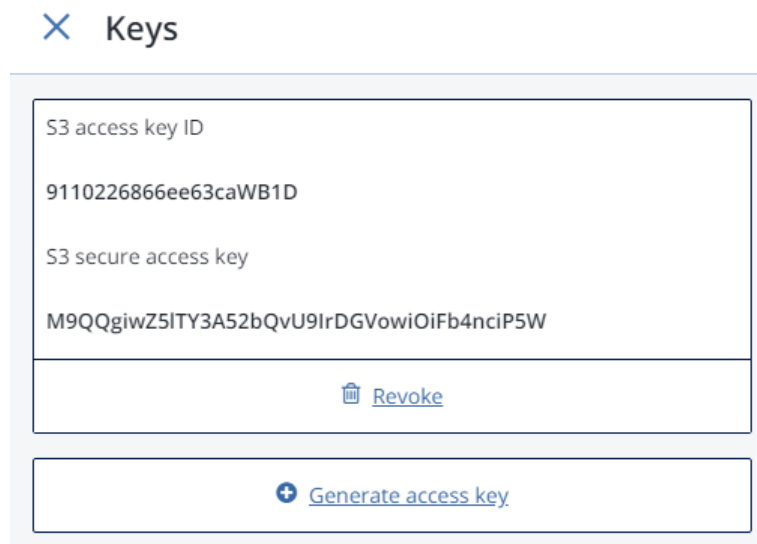 Keys
S3 access key ID
9110226866ee63caWB1D
S3 secure access key
M9QQgiwZ5lTY3A52bQvU9IrDGVowiOiFb4nciP5W
Revoke
Generate access key